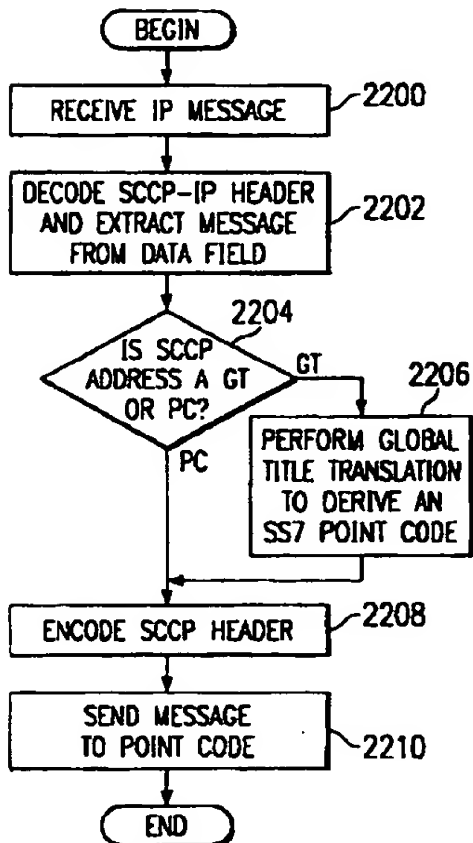 BEGIN
RECEIVE IP MESSAGE
2200
DECODE SCCP-IP HEADER
AND EXTRACT MESSAGE
FROM DATA FIELD
2202
2204
IS SCCP
ADDRESS A GT
OR PC?
GT
PC
2206
PERFORM GLOBAL
TITLE TRANSLATION
TO DERIVE AN
SS7 POINT CODE
ENCODE SCCP HEADER
2208
SEND MESSAGE
TO POINT CODE
2210
END